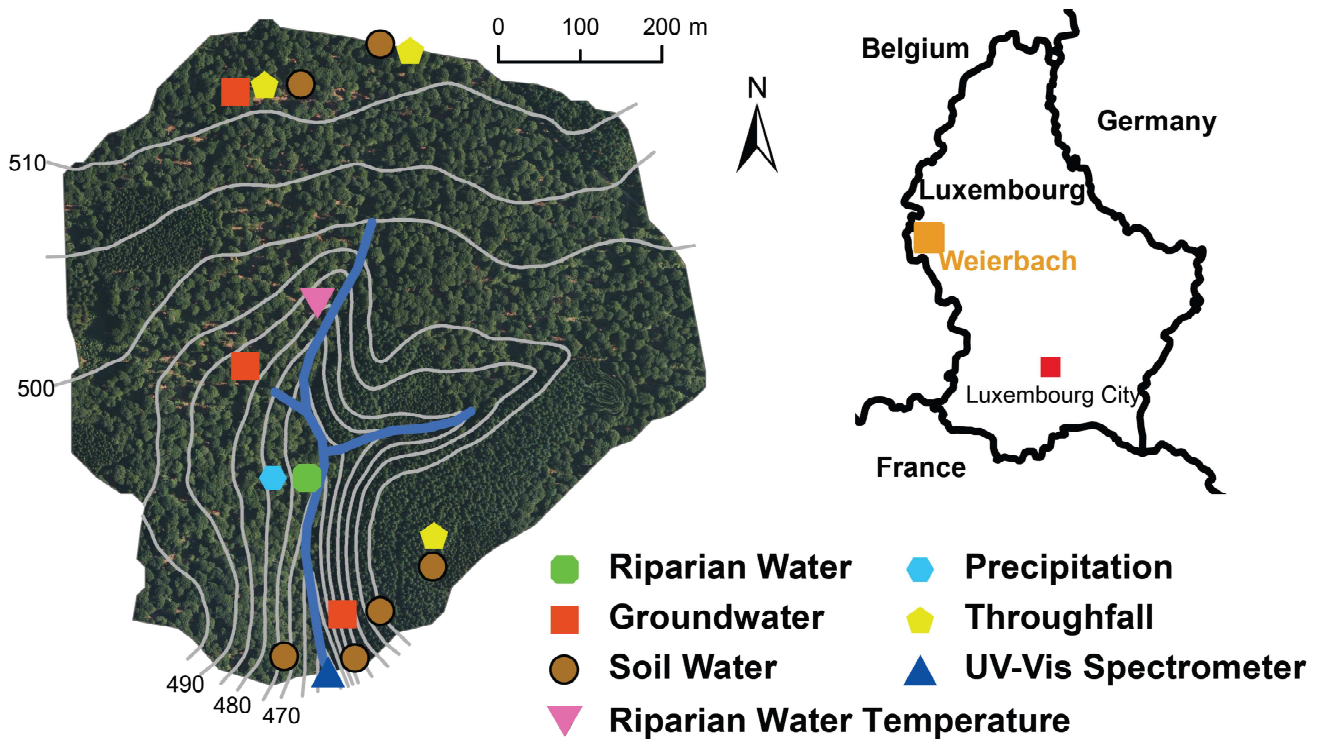 0 100 200 m
N
510
500
490
480
470
Belgium
Germany
Luxembourg
Weierbach
Luxembourg City
France
Riparian Water
Groundwater
Soil Water
Riparian Water Temperature
Precipitation
Throughfall
UV-Vis Spectrometer